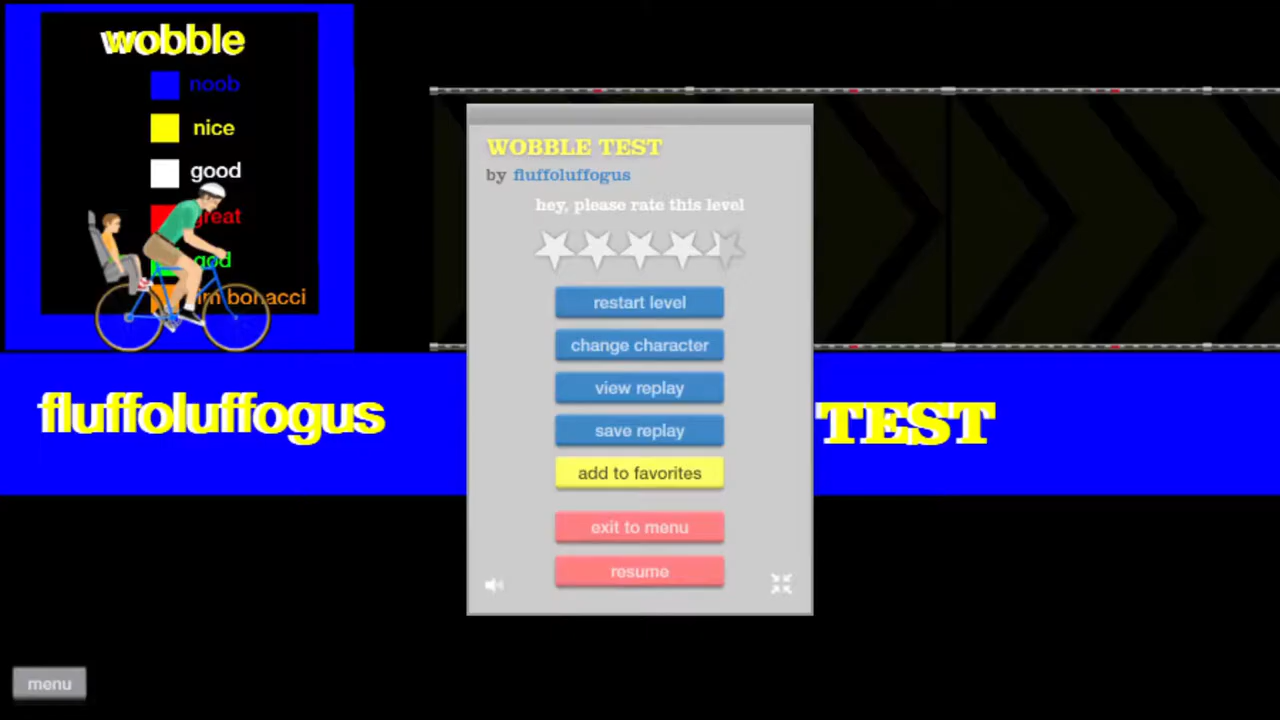 wobble
noob
nice
good
great
god
im bonacci
fluffoluffogus
TEST
WOBBLE TEST
by fluffoluffogus
hey, please rate this level
restart level
change character
view replay
save replay
add to favorites
exit to menu
resume
menu